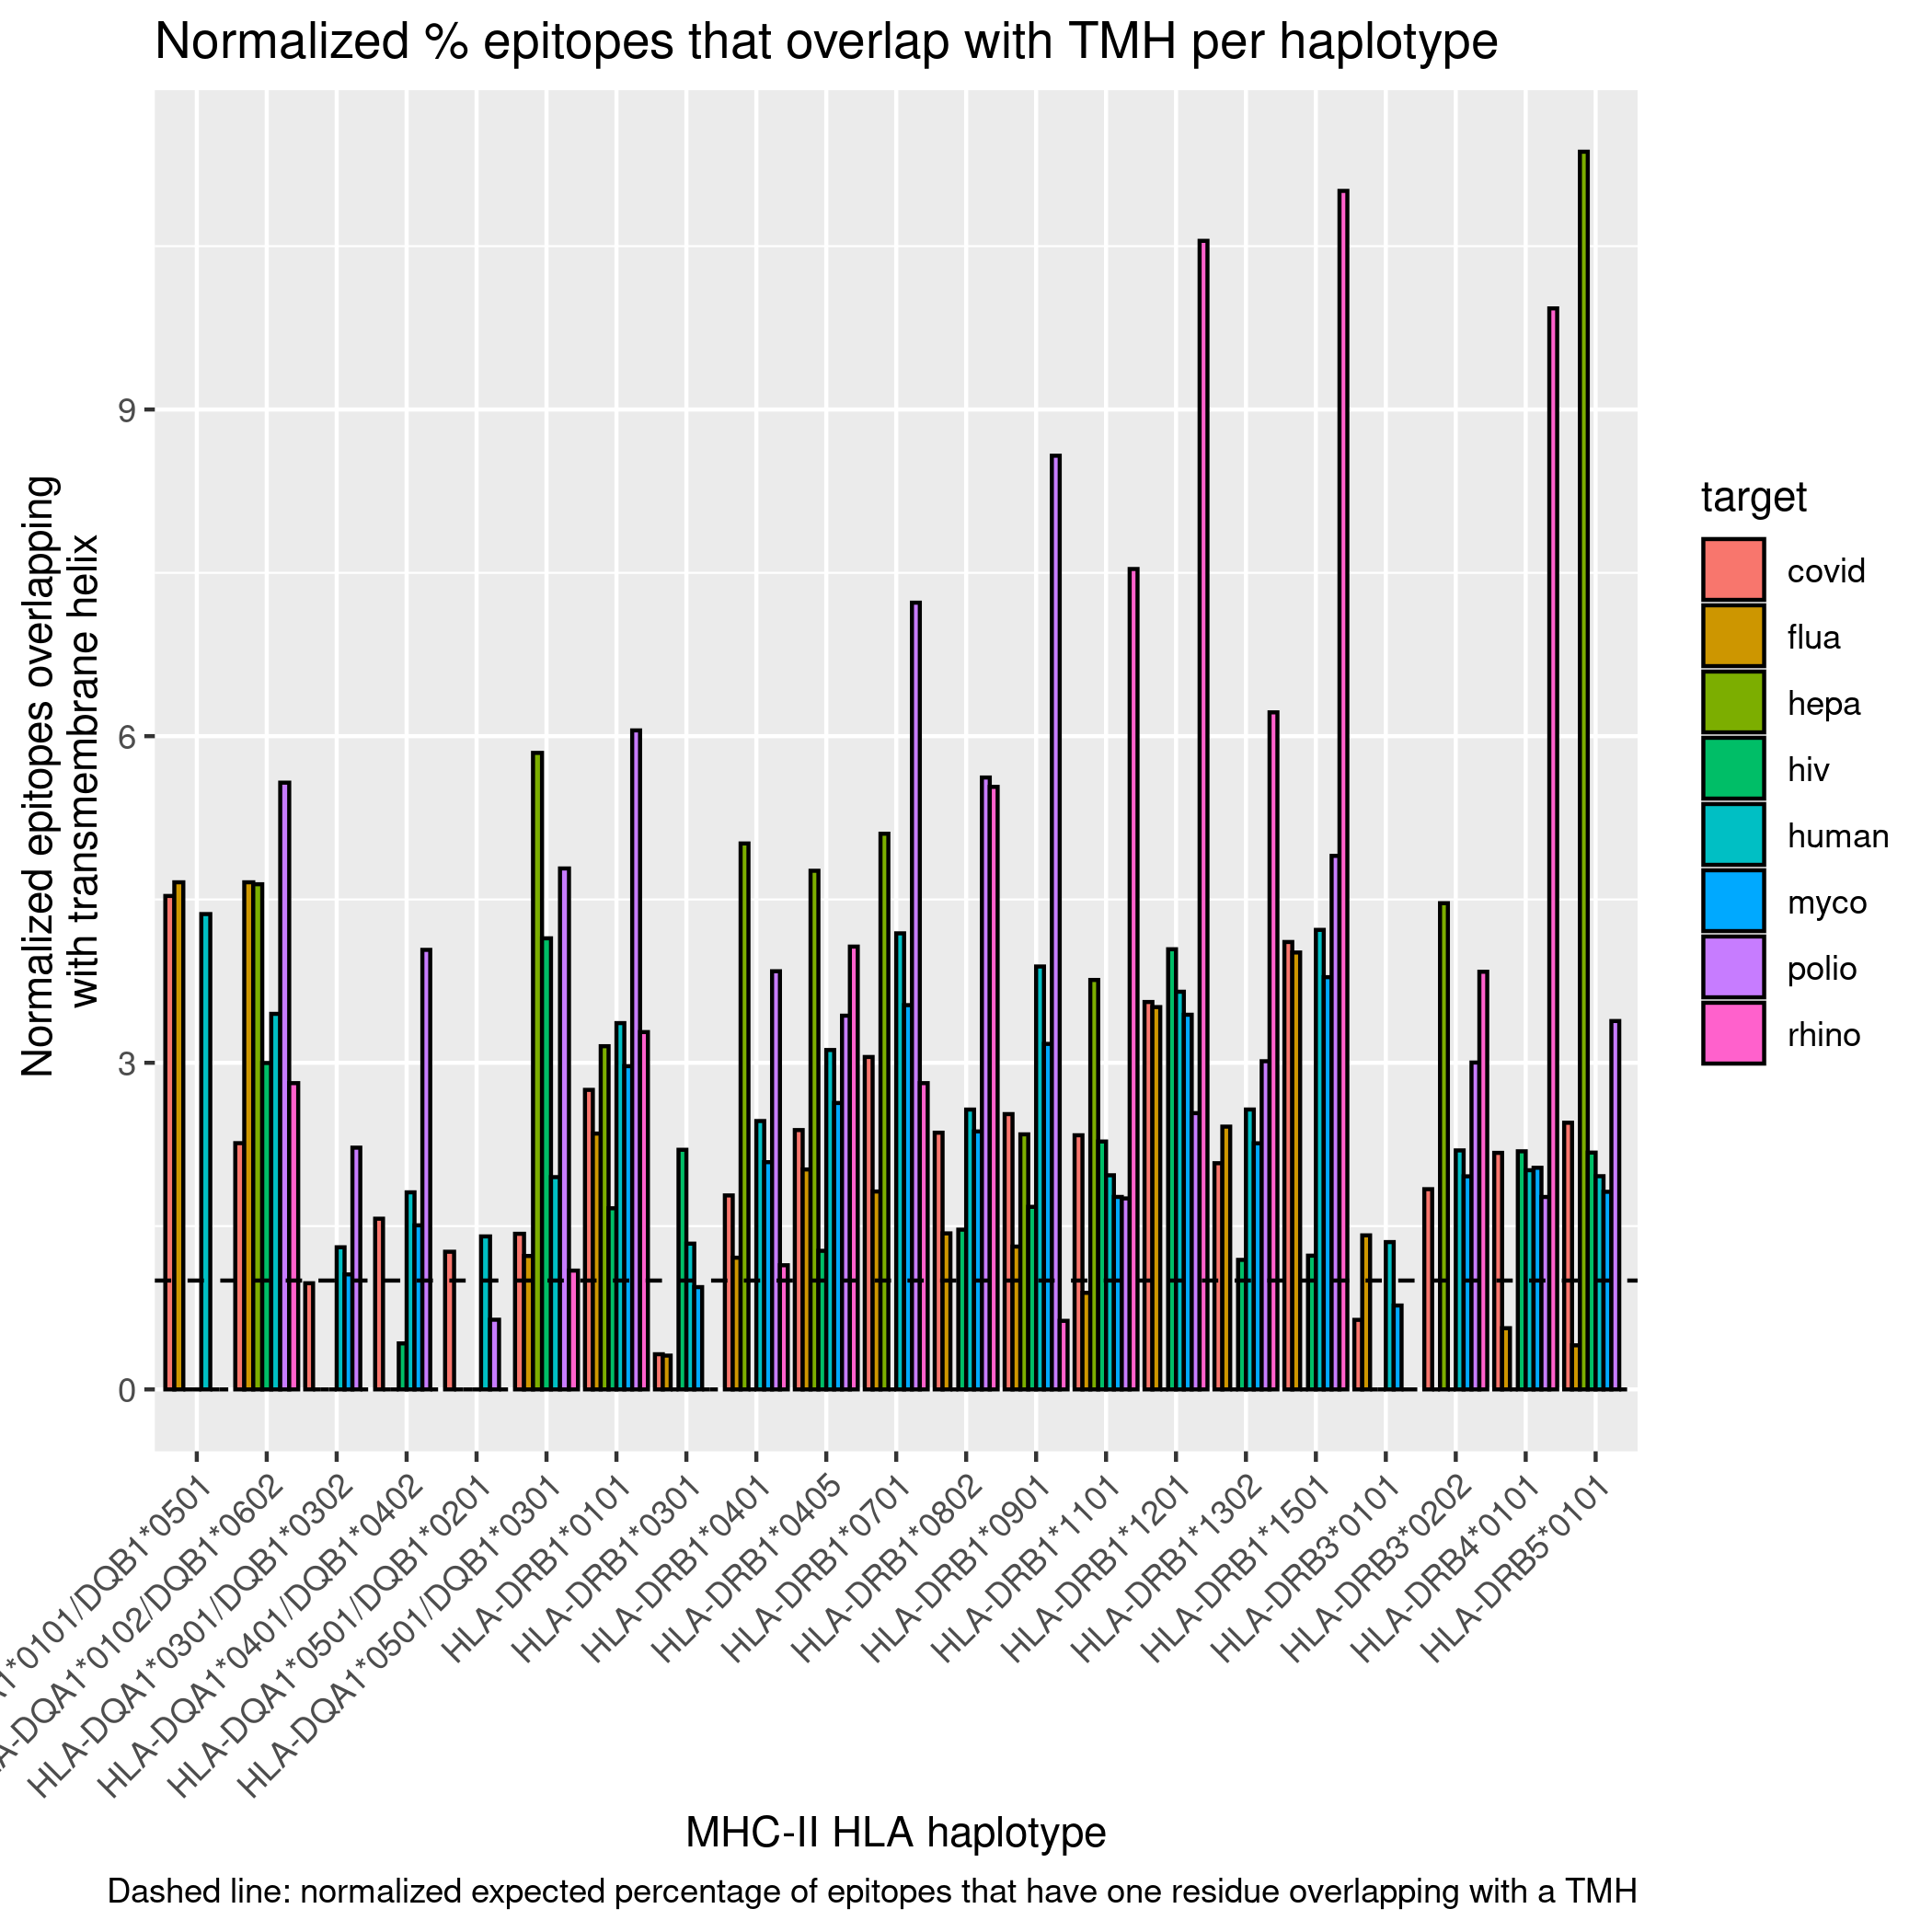 Normalized % epitopes that overlap with TMH per haplotype
Normalized epitopes overlapping
with transmembrane helix
9
6
3
0
target
covid
flua
hepa
hiv
human
myco
polio
rhino
1*0101/DQB1*0501
A-DQA1*0102/DQB1*0602
HLA-DQA1*0301/DQB1*0302
HLA-DQA1*0401/DQB1*0402
HLA-DQA1*0501/DQB1*0201
HLA-DQA1*0501/DQB1*0301
HLA-DRB1*0101
HLA-DRB1*0301
HLA-DRB1*0401
HLA-DRB1*0405
HLA-DRB1*0701
HLA-DRB1*0802
HLA-DRB1*0901
HLA-DRB1*1101
HLA-DRB1*1201
HLA-DRB1*1302
HLA-DRB1*1501
HLA-DRB3*0101
HLA-DRB3*0202
HLA-DRB4*0101
HLA-DRB5*0101
MHC-II HLA haplotype
Dashed line: normalized expected percentage of epitopes that have one residue overlapping with a TMH